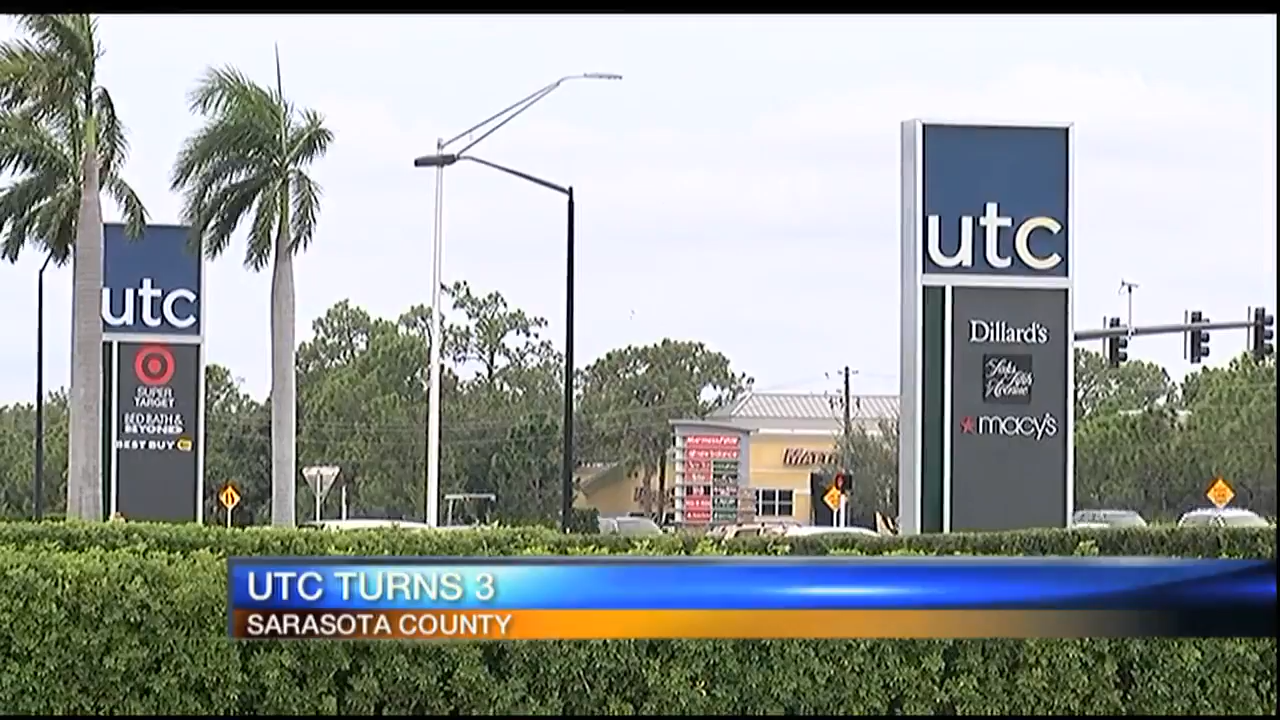 utc
SUPER
TARGET
BED BATH &
BEYOND
BEST BUY
utc
Dillard's
Saks
Fifth
Avenue
macy's
UTC TURNS 3
SARASOTA COUNTY